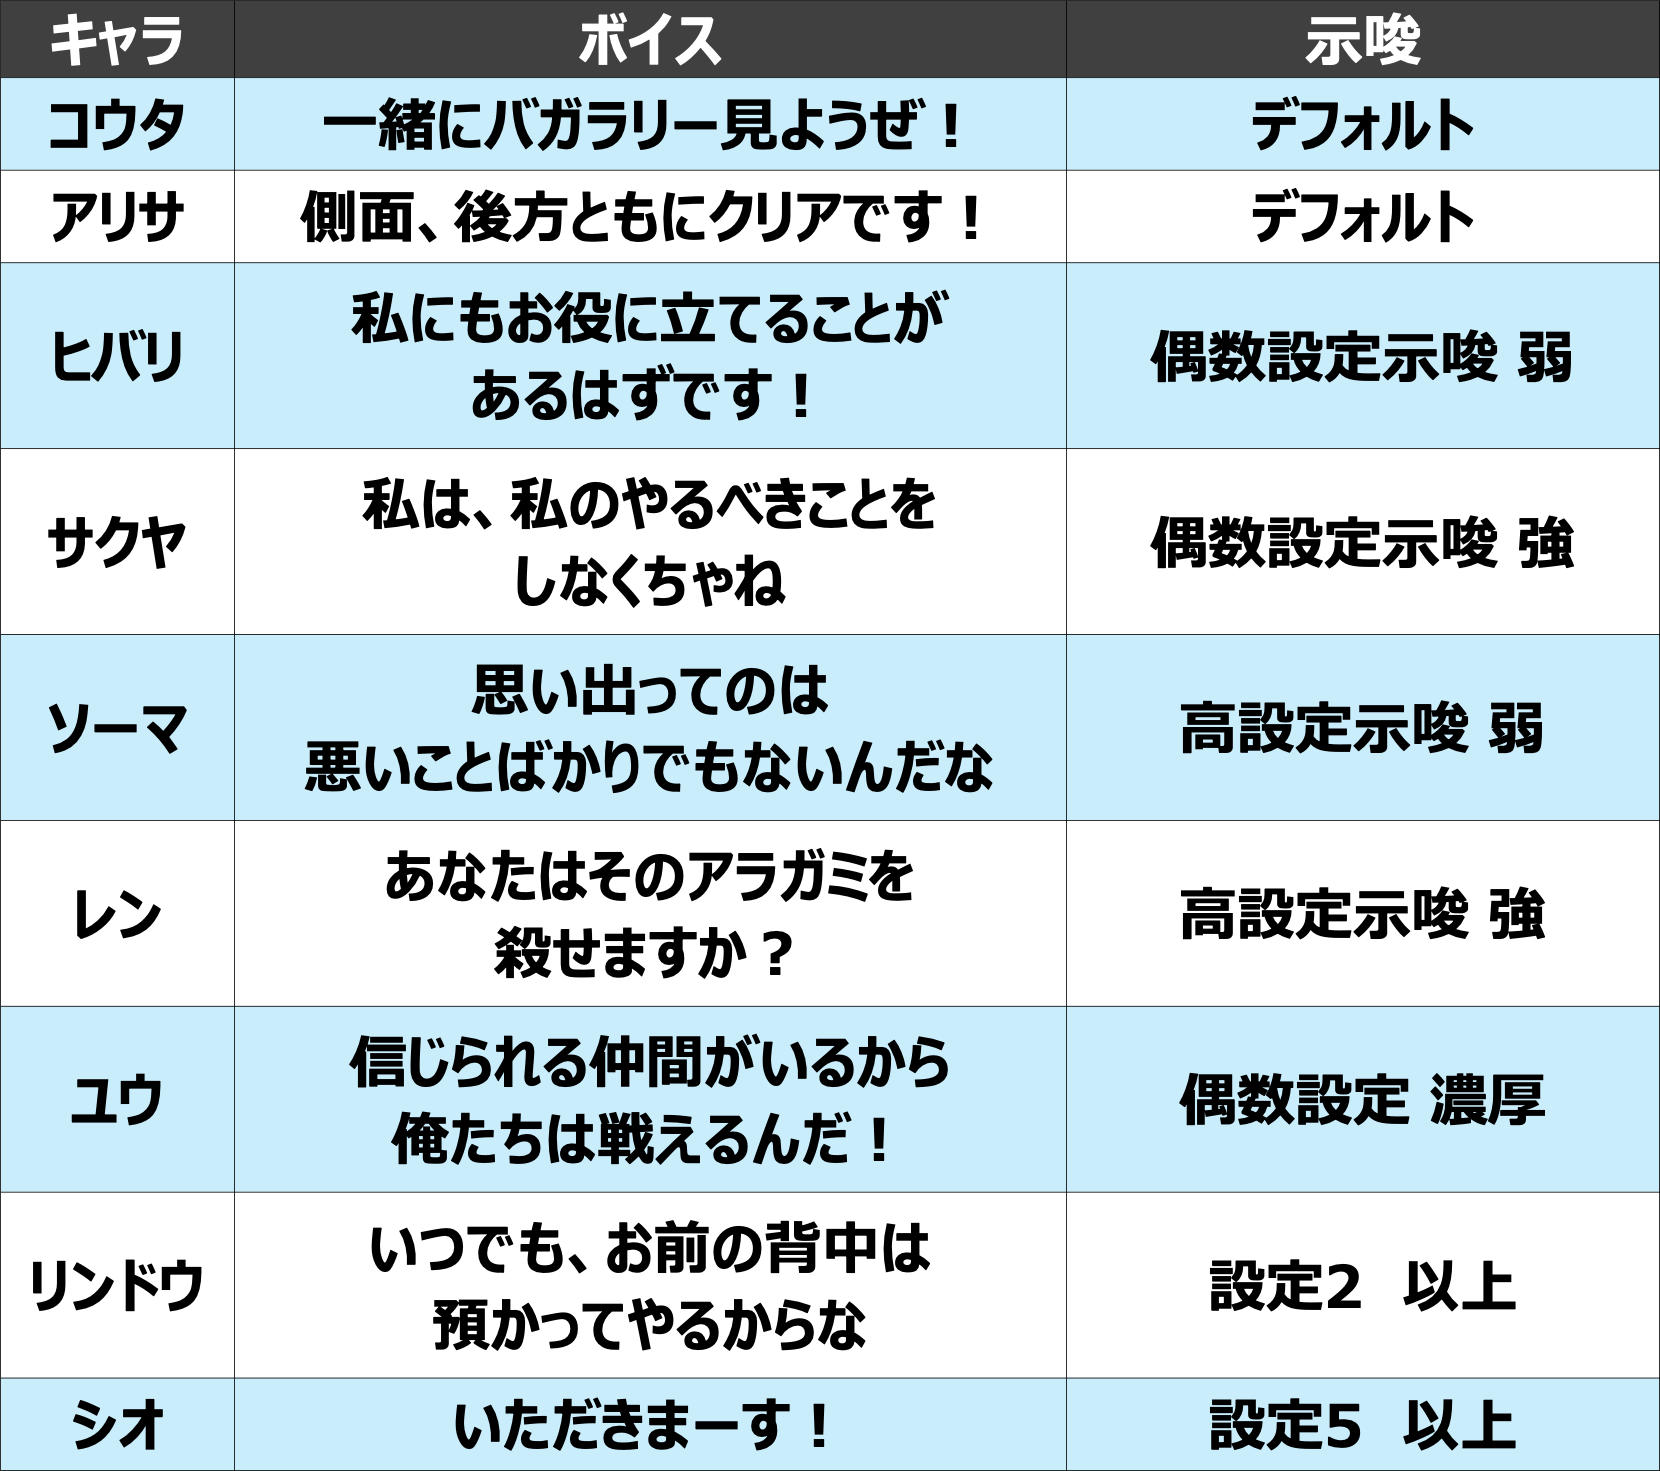 キャラ ボイス 示唆
コウタ 一緒にバガラリー見ようぜ！ デフォルト
アリサ 側面、後方ともにクリアです！ デフォルト
ヒバリ 私にもお役に立てることが
あるはずです！ 偶数設定示唆 弱
サクヤ 私は、私のやるべきことを
しなくちゃね 偶数設定示唆 強
ソーマ 思い出ってのは
悪いことばかりでもないんだな 高設定示唆 弱
レン あなたはそのアラガミを
殺せますか？ 高設定示唆 強
ユウ 信じられる仲間がいるから
俺たちは戦えるんだ！ 偶数設定 濃厚
リンドウ いつでも、お前の背中は
預かってやるからな 設定2 以上
シオ いただきまーす！ 設定5 以上